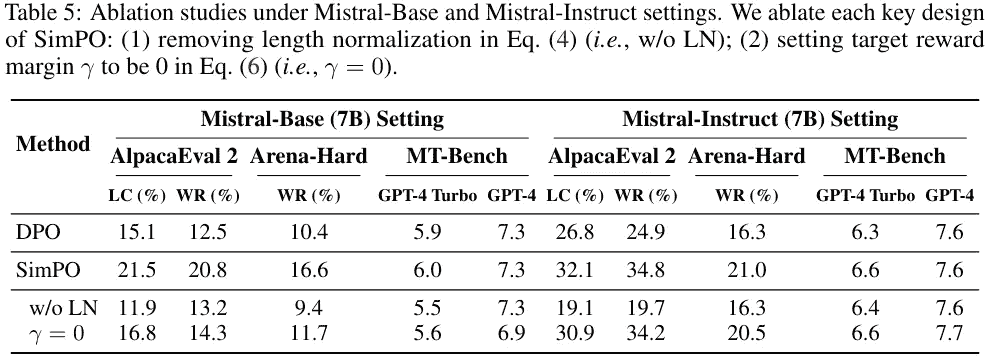 Table 5: Ablation studies under Mistral-Base and Mistral-Instruct settings. We ablate each key design
of SimPO: (1) removing length normalization in Eq. (4) (i.e., w/o LN); (2) setting target reward
margin γ to be 0 in Eq. (6) (i.e., γ = 0).
Method Mistral-Base (7B) Setting Mistral-Instruct (7B) Setting
AlpacaEval 2 Arena-Hard MT-Bench AlpacaEval 2 Arena-Hard MT-Bench
LC (%) WR (%) WR (%) GPT-4 Turbo GPT-4 LC (%) WR (%) WR (%) GPT-4 Turbo GPT-4
DPO 15.1 12.5 10.4 5.9 7.3 26.8 24.9 16.3 6.3 7.6
SimPO 21.5 20.8 16.6 6.0 7.3 32.1 34.8 21.0 6.6 7.6
w/o LN 11.9 13.2 9.4 5.5 7.3 19.1 19.7 16.3 6.4 7.6
γ = 0 16.8 14.3 11.7 5.6 6.9 30.9 34.2 20.5 6.6 7.7